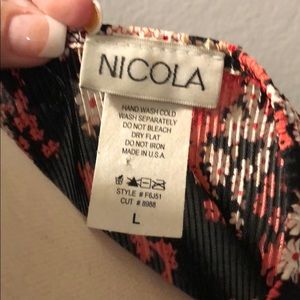 NICOLA
HAND WASH COLD
WASH SEPARATELY
DO NOT BLEACH
DRY FLAT
DO NOT IRON
MADE IN U.S.A.
STYLE # F6J51
CUT # 8988
L